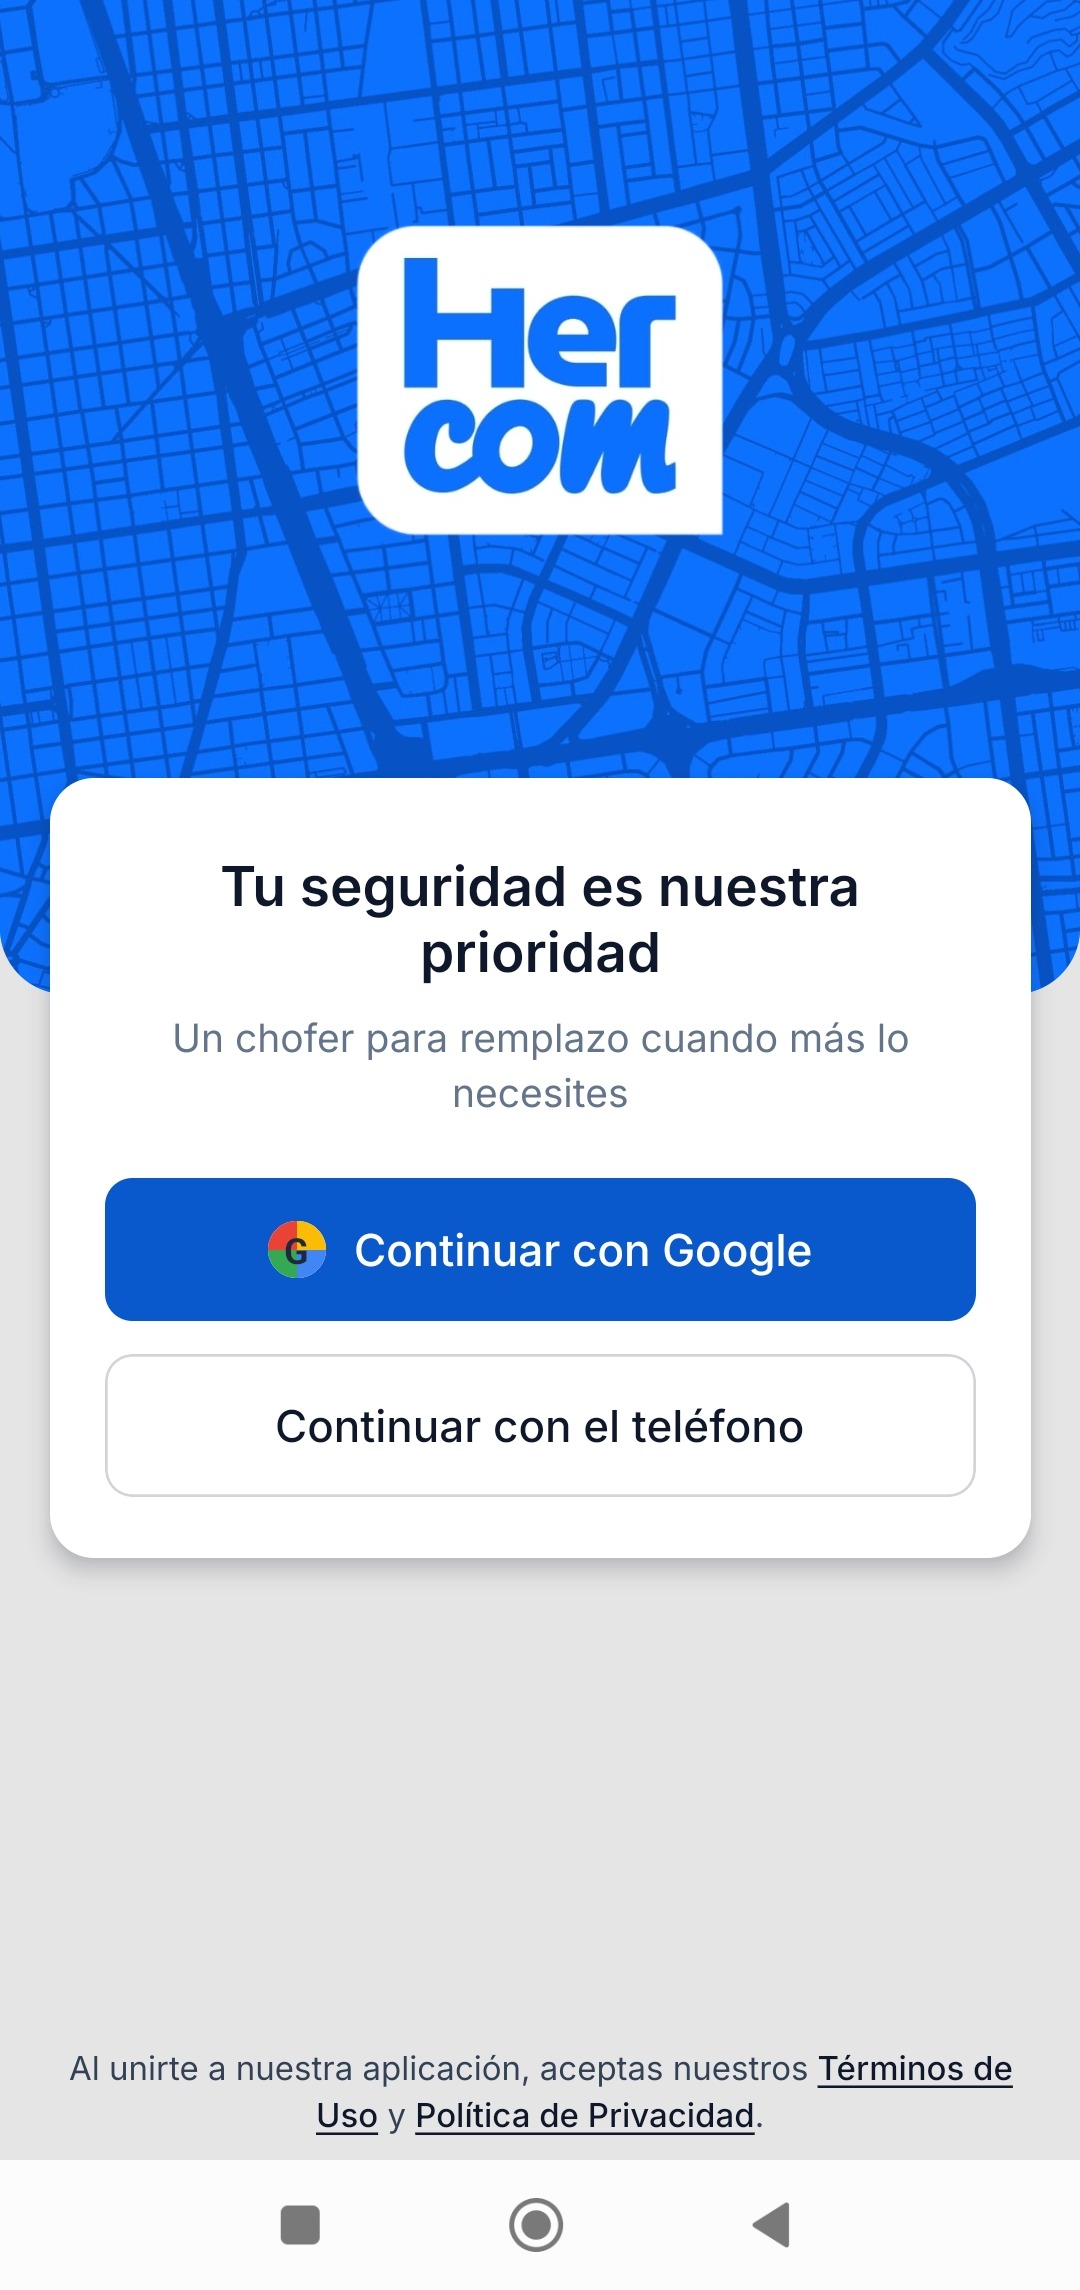 Her
com
Tu seguridad es nuestra
prioridad
Un chofer para remplazo cuando más lo
necesites
G Continuar con Google
Continuar con el teléfono
Al unirte a nuestra aplicación, aceptas nuestros Términos de
Uso y Política de Privacidad.